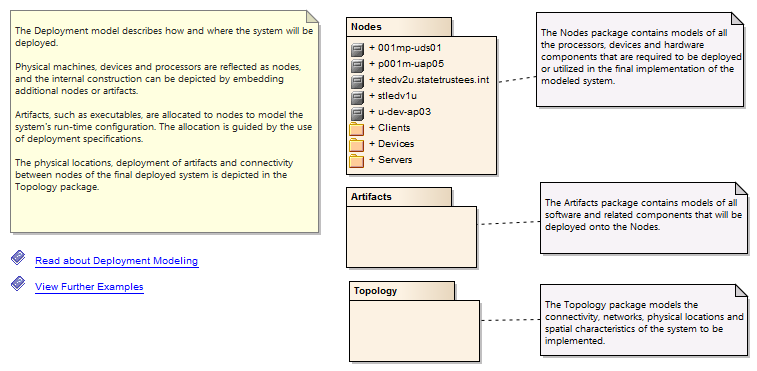 The Deployment model describes how and where the system will be
deployed.
Physical machines, devices and processors are reflected as nodes,
and the internal construction can be depicted by embedding
additional nodes or artifacts.
Artifacts, such as executables, are allocated to nodes to model the
system's run-time configuration. The allocation is guided by the use
of deployment specifications.
The physical locations, deployment of artifacts and connectivity
between nodes of the final deployed system is depicted in the
Topology package.
Read about Deployment Modeling
View Further Examples
Nodes
+ 001mp-uds01
+ p001m-uap05
+ stedv2u.statetrustees.int
+ stledv1u
+ u-dev-ap03
+ Clients
+ Devices
+ Servers
The Nodes package contains models of all
the processors, devices and hardware
components that are required to be deployed
or utilized in the final implementation of the
modeled system.
Artifacts
The Artifacts package contains models of all
software and related components that will be
deployed onto the Nodes.
Topology
The Topology package models the
connectivity, networks, physical locations and
spatial characteristics of the system to be
implemented.